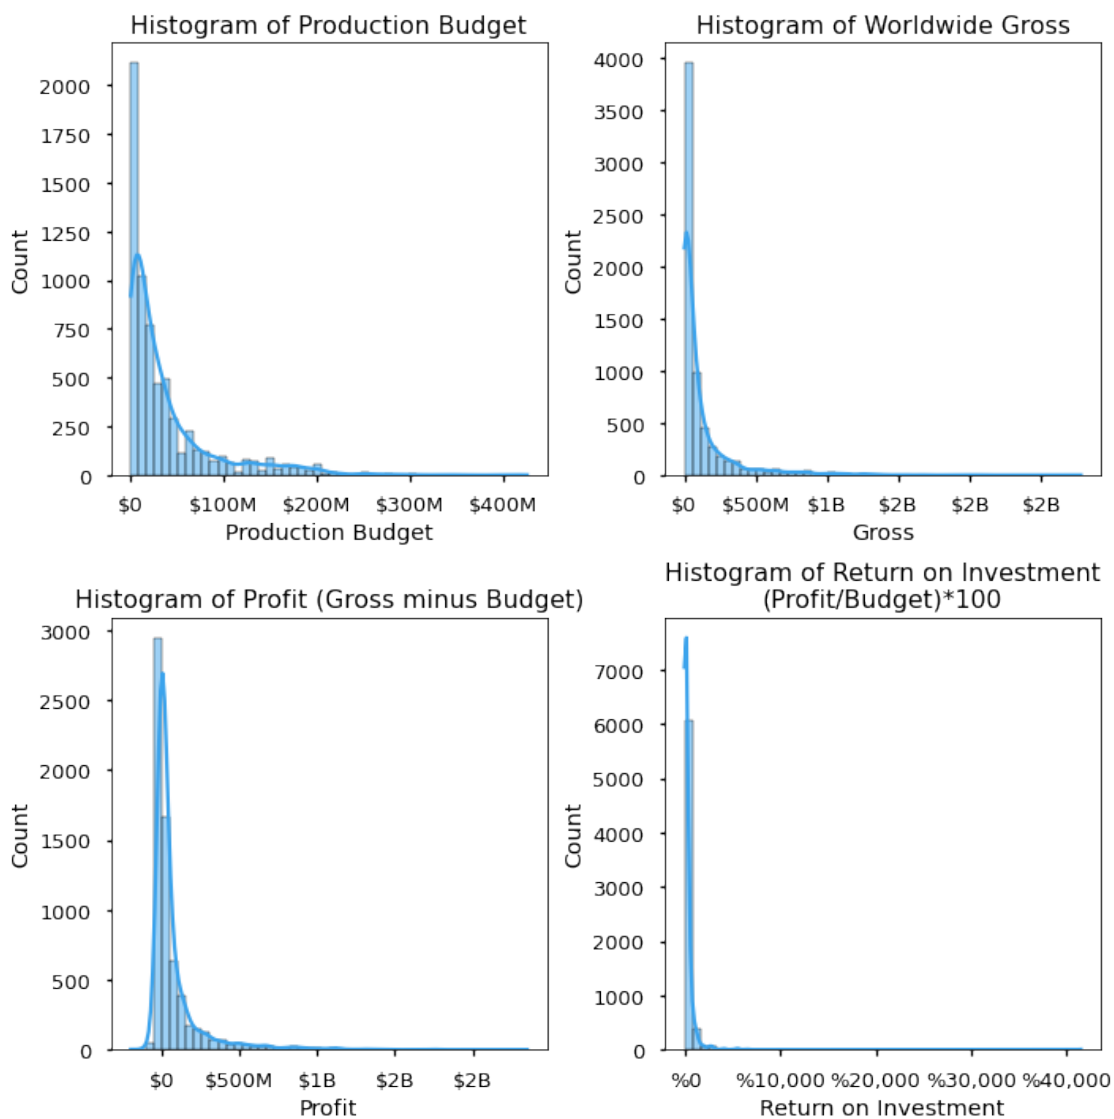 Histogram of Production Budget
2000
1750
1500
1250
1000
750
500
250
0
Count
$0 $100M $200M $300M $400M
Production Budget
Histogram of Worldwide Gross
4000
3500
3000
2500
2000
1500
1000
500
0
Count
$0 $500M $1B $2B $2B $2B
Gross
Histogram of Profit (Gross minus Budget)
3000
2500
2000
1500
1000
500
0
Count
$0 $500M $1B $2B $2B
Profit
Histogram of Return on Investment
(Profit/Budget)*100
7000
6000
5000
4000
3000
2000
1000
0
Count
%0 %10,000 %20,000 %30,000 %40,000
Return on Investment